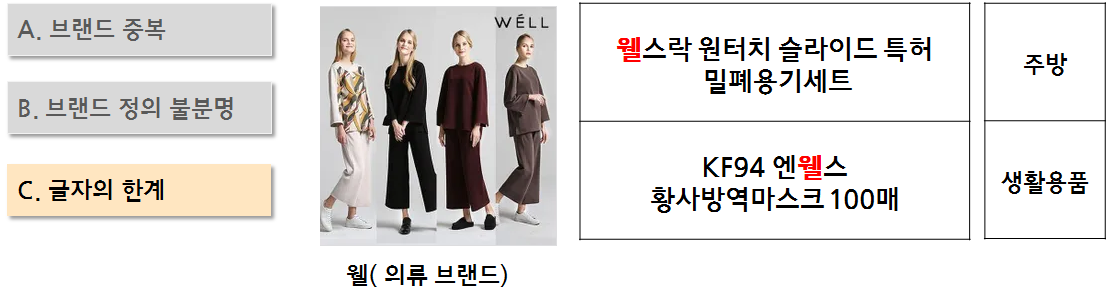 A. 브랜드 중복
B. 브랜드 정의 불분명
C. 글자의 한계
WÉLL
웰( 의류 브랜드)
웰스락 원터치 슬라이드 특허
밀폐용기세트
주방
KF94 엔웰스
황사방역마스크 100매
생활용품